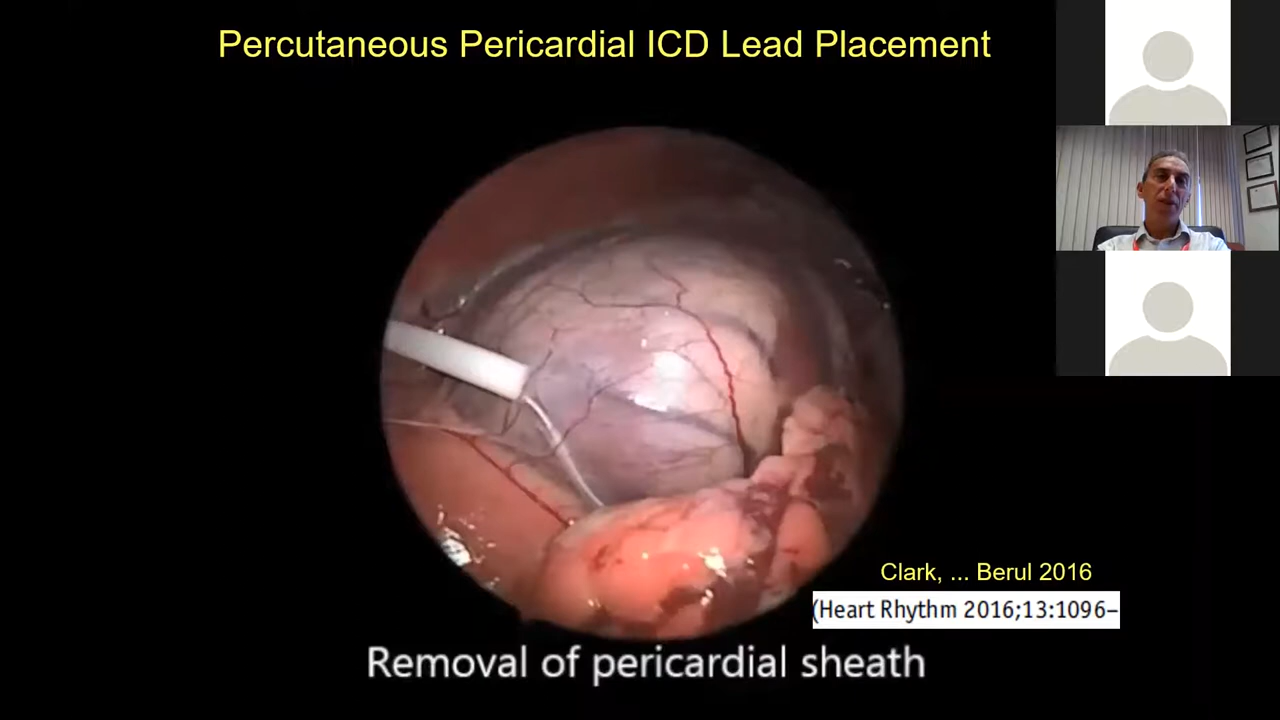 Percutaneous Pericardial ICD Lead Placement
Clark, ... Berul 2016
(Heart Rhythm 2016;13:1096–
Removal of pericardial sheath